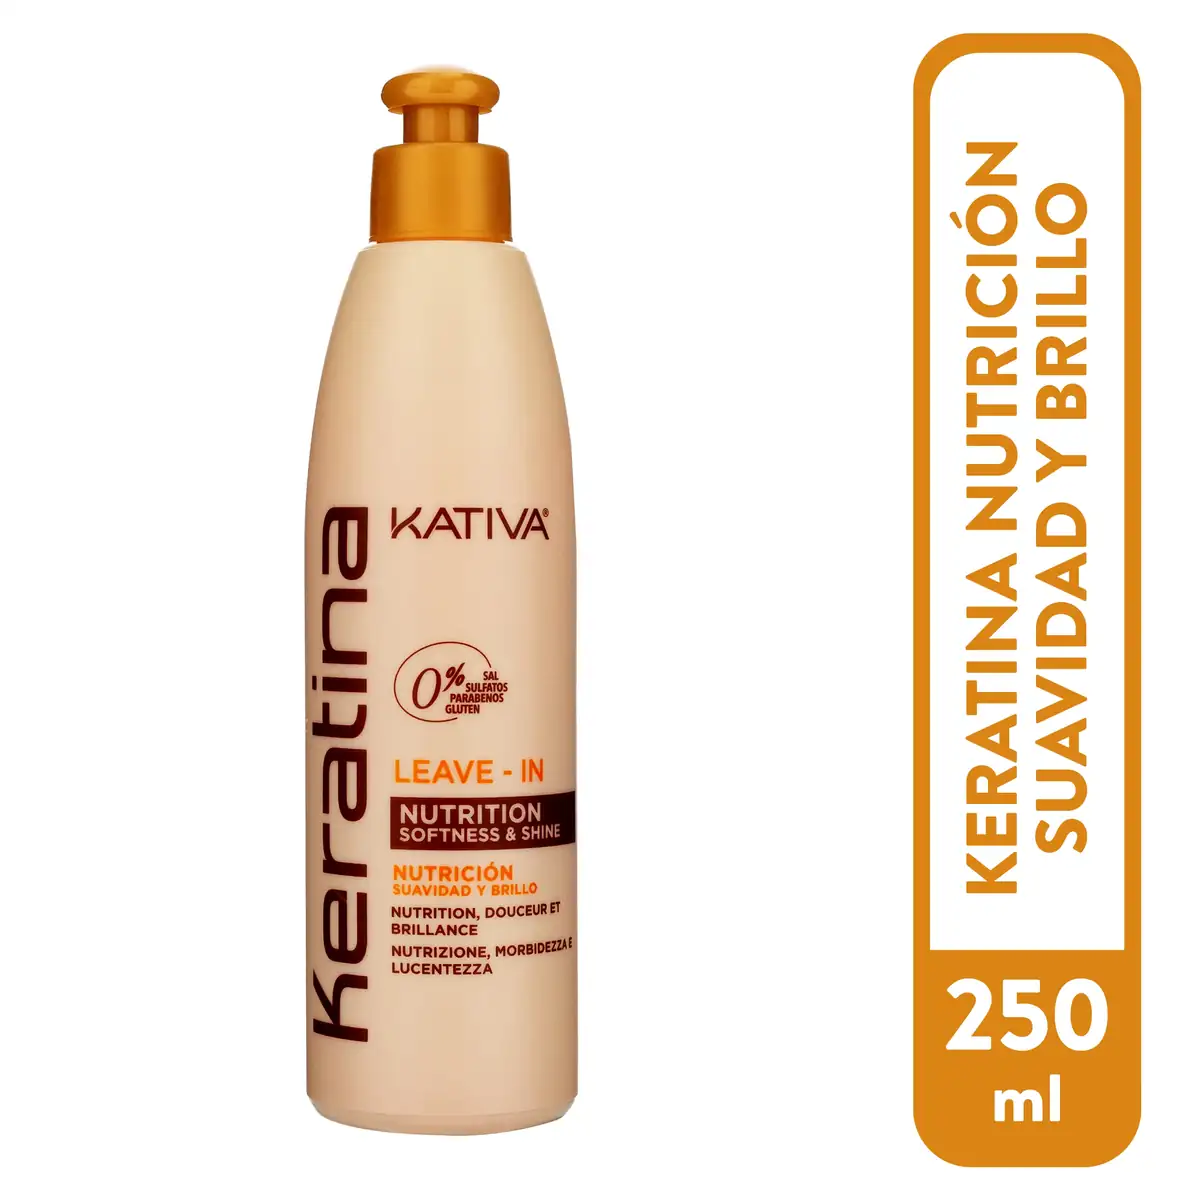 KATIVA®
Keratina
0%
SAL
SULFATOS
PARABENOS
GLUTEN
LEAVE - IN
NUTRITION
SOFTNESS & SHINE
NUTRICIÓN
SUAVIDAD Y BRILLO
NUTRITION, DOUCEUR ET
BRILLANCE
NUTRIZIONE, MORBIDEZZA E
LUCENTEZZA
KERATINA NUTRICIÓN
SUAVIDAD Y BRILLO
250
ml